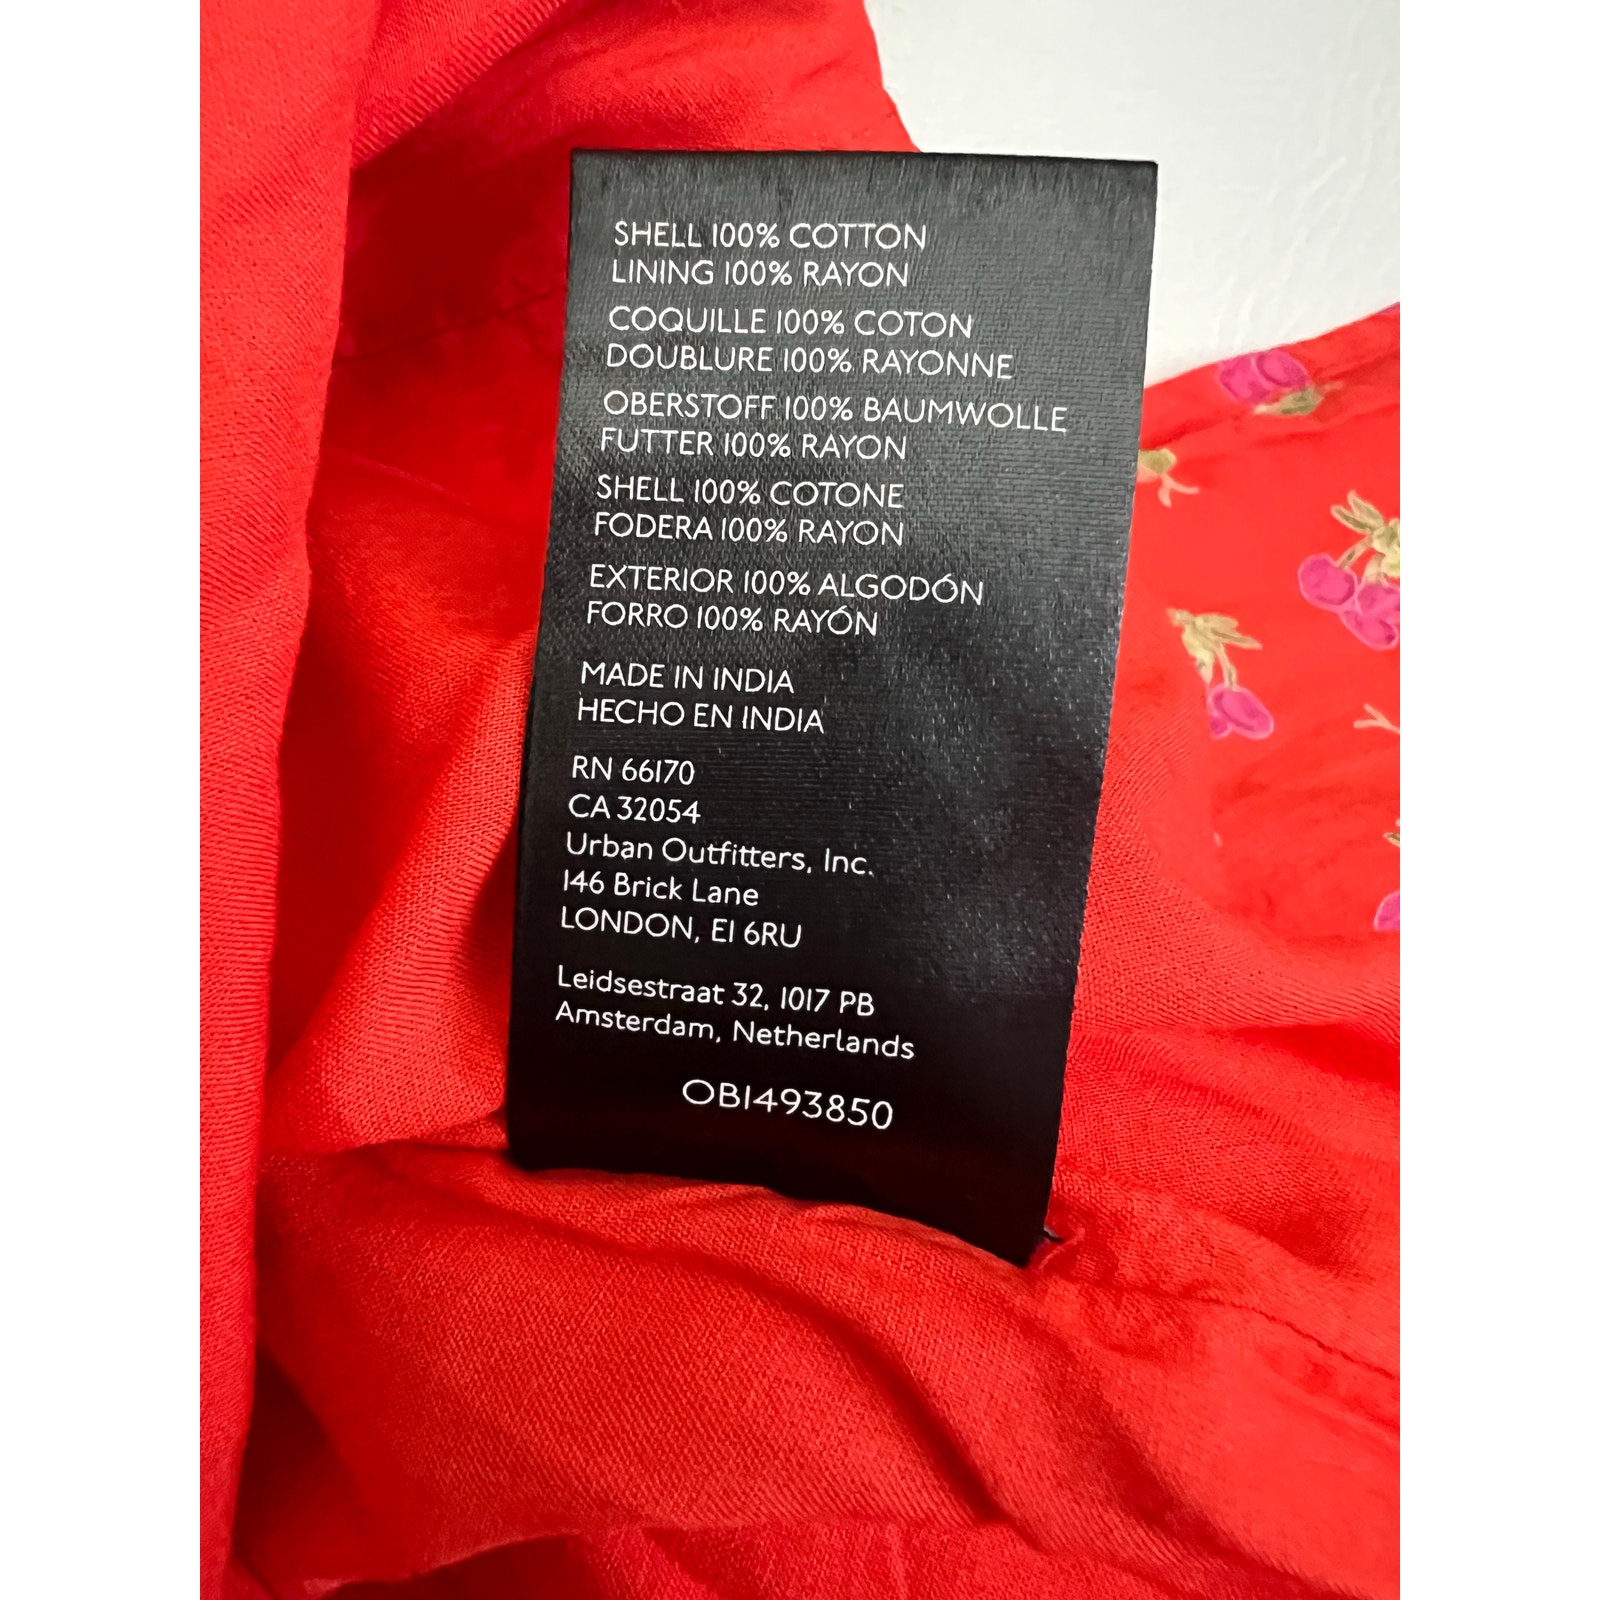 SHELL 100% COTTON
LINING 100% RAYON
COQUILLE 100% COTON
DOUBLURE 100% RAYONNE
OBERSTOFF 100% BAUMWOLLE
FUTTER 100% RAYON
SHELL 100% COTONE
FODERA 100% RAYON
EXTERIOR 100% ALGODÓN
FORRO 100% RAYÓN
MADE IN INDIA
HECHO EN INDIA
RN 66170
CA 32054
Urban Outfitters, Inc.
146 Brick Lane
LONDON, E1 6RU
Leidsestraat 32, 1017 PB
Amsterdam, Netherlands
OB1493850